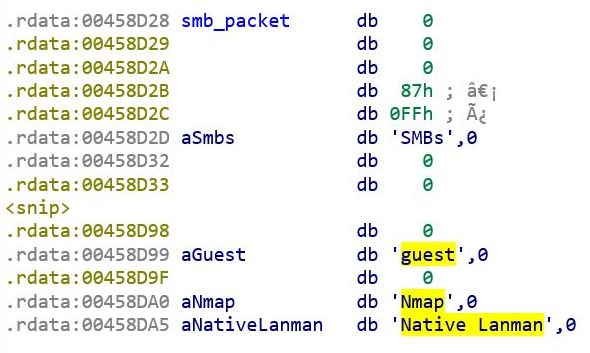 .rdata:00458D28 smb_packet db 0
.rdata:00458D29 db 0
.rdata:00458D2A db 0
.rdata:00458D2B db 87h ; â€¡
.rdata:00458D2C db 0FFh ; Ã¿
.rdata:00458D2D aSmbs db 'SMBs',0
.rdata:00458D32 db 0
.rdata:00458D33 db 0
<snip>
.rdata:00458D98 db 0
.rdata:00458D99 aGuest db 'guest',0
.rdata:00458D9F db 0
.rdata:00458DA0 aNmap db 'Nmap',0
.rdata:00458DA5 aNativeLanman db 'Native Lanman',0